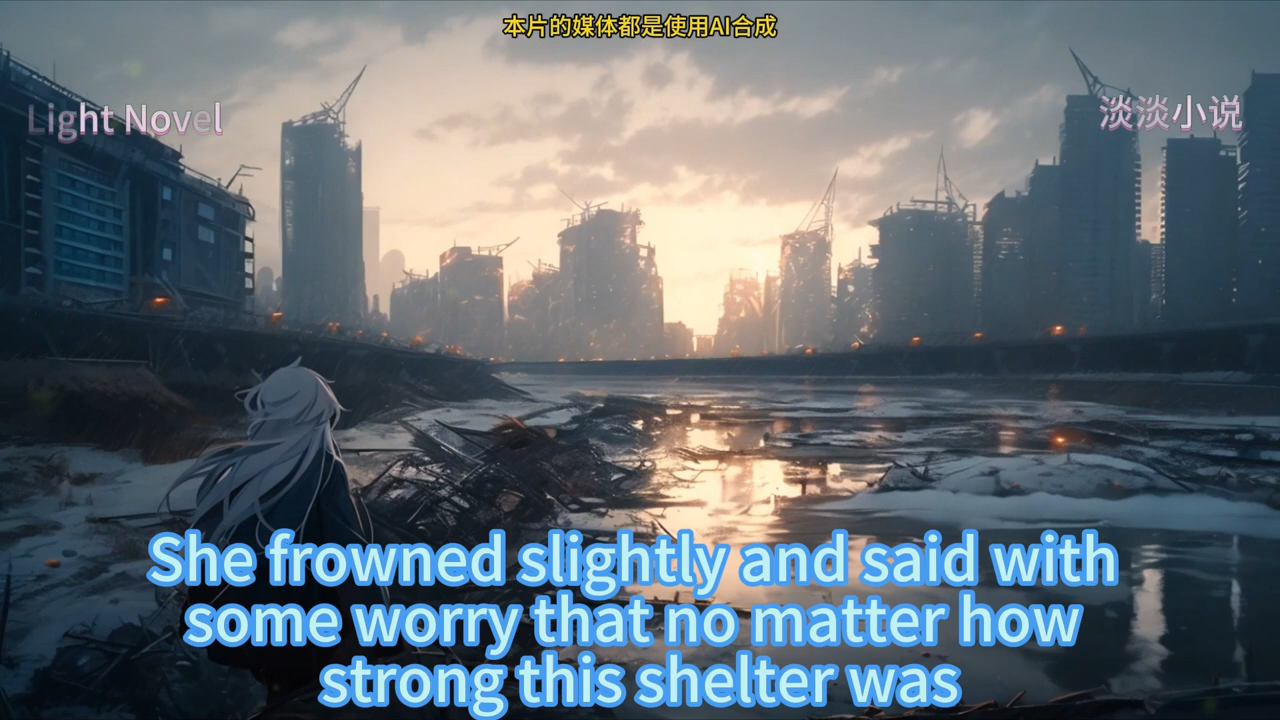 本片的媒体都是使用AI合成
Light Novel
淡淡小说
She frowned slightly and said with
some worry that no matter how
strong this shelter was